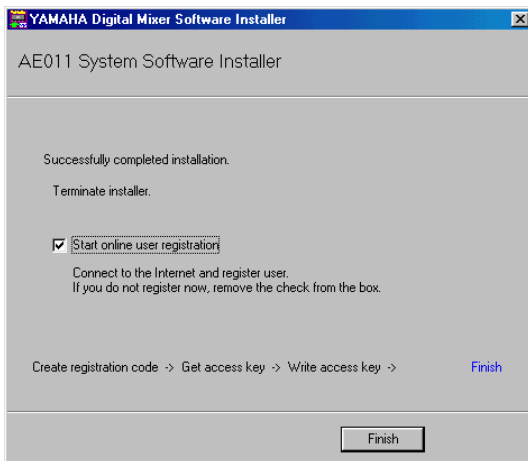 YAMAHA Digital Mixer Software Installer
AE011 System Software Installer
Successfully completed installation.
Terminate installer.
Start online user registration
Connect to the Internet and register user.
If you do not register now, remove the check from the box.
Create registration code -> Get access key -> Write access key -> Finish
Finish